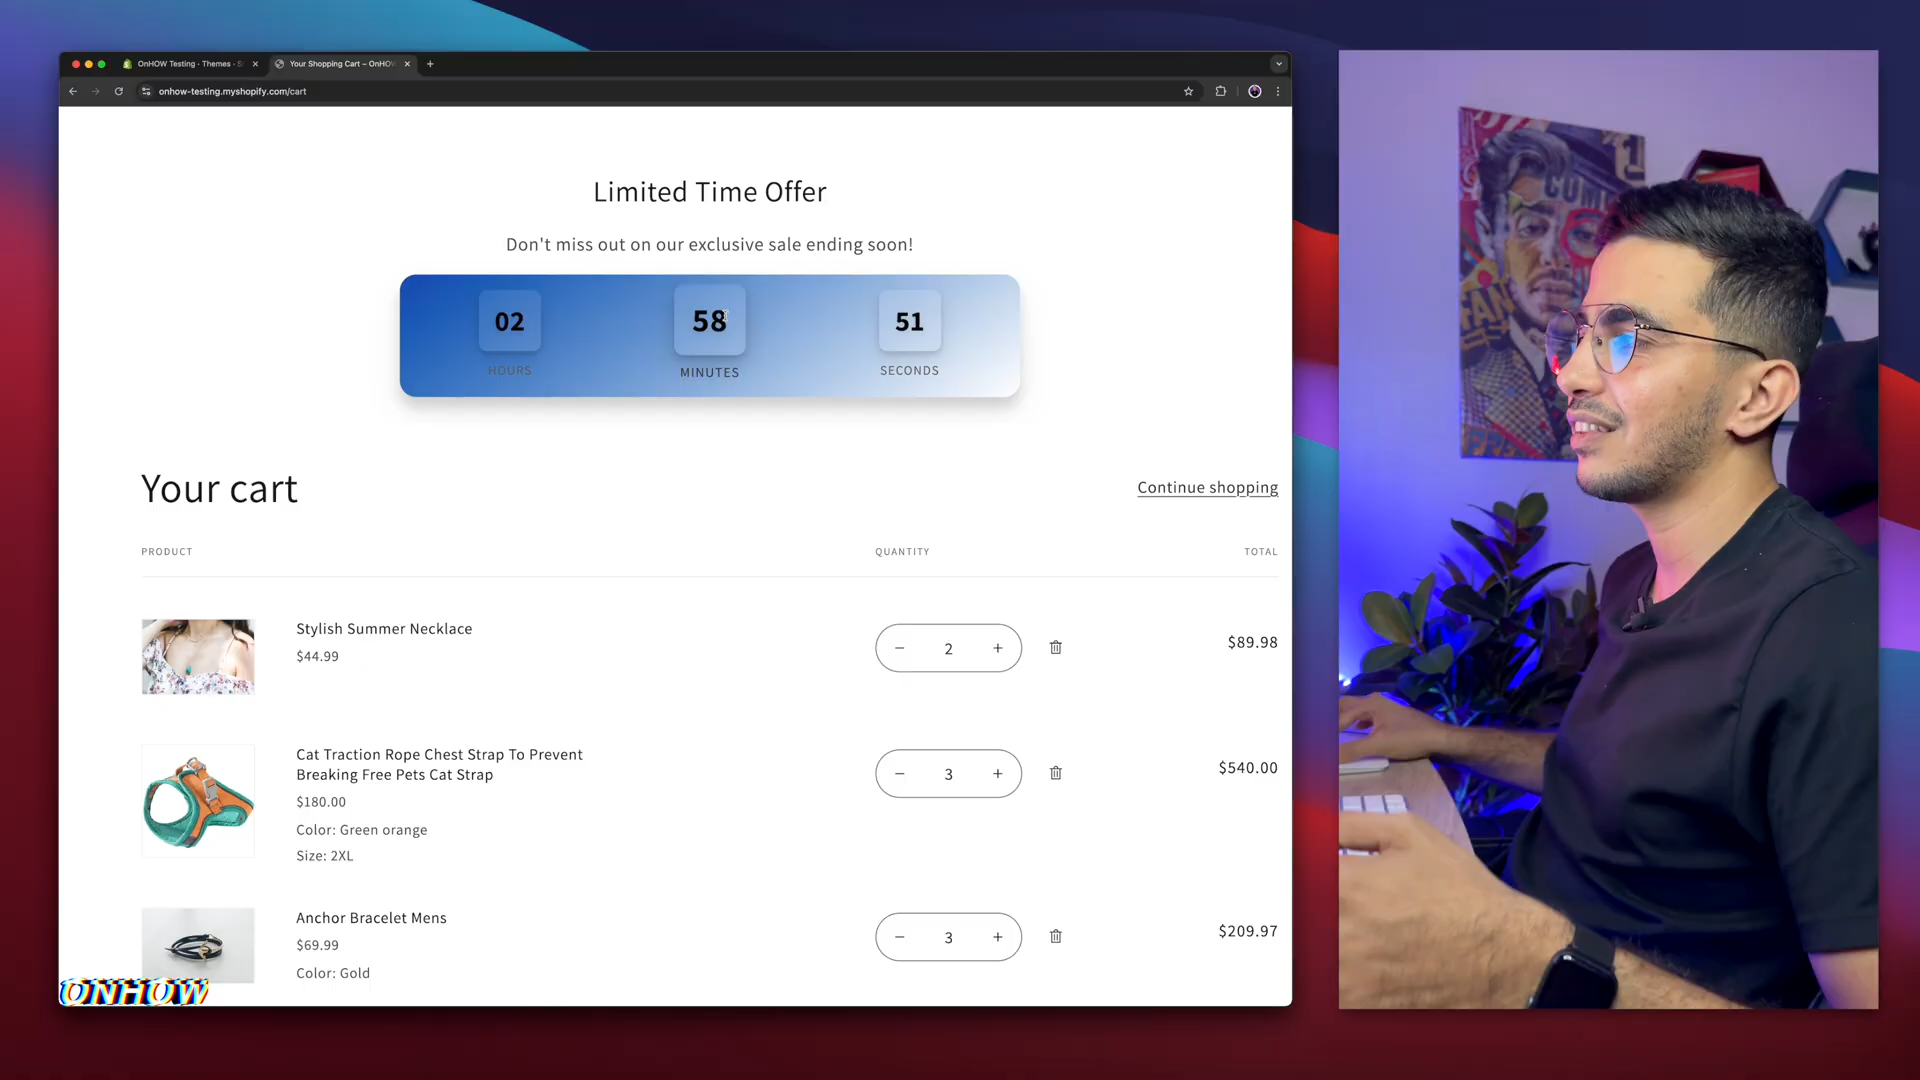 OnHOW Testing · Themes · S
Your Shopping Cart – OnHOW
onhow-testing.myshopify.com/cart
Limited Time Offer
Don't miss out on our exclusive sale ending soon!
02
58
51
HOURS
MINUTES
SECONDS
Your cart
Continue shopping
PRODUCT
QUANTITY
TOTAL
Stylish Summer Necklace
$44.99
2
$89.98
Cat Traction Rope Chest Strap To Prevent
Breaking Free Pets Cat Strap
$180.00
Color: Green orange
Size: 2XL
3
$540.00
Anchor Bracelet Mens
$69.99
Color: Gold
3
$209.97
ONHOW